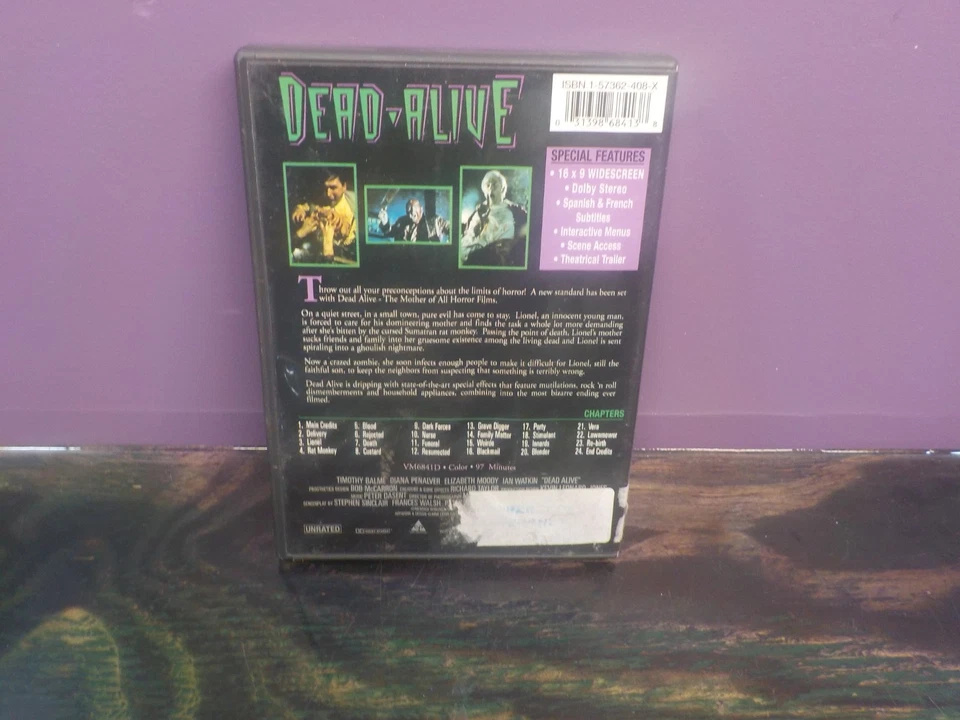 DEAD ▼ ALIVE
ISBN 1-57362-408-X
0 31398 68413 8
SPECIAL FEATURES
• 16 x 9 WIDESCREEN
• Dolby Stereo
• Spanish & French
Subtitles
• Interactive Menus
• Scene Access
• Theatrical Trailer
Throw out all your preconceptions about the limits of horror! A new standard has been set
with Dead Alive - The Mother of All Horror Films.
On a quiet street, in a small town, pure evil has come to stay. Lionel, an innocent young man,
is forced to care for his domineering mother and finds the task a whole lot more demanding
after she's bitten by the cursed Sumatran rat monkey. Passing the point of death, Lionel's mother
sucks friends and family into her gruesome existence among the living dead and Lionel is sent
spiraling into a ghoulish nightmare.
Now a crazed zombie, she soon infects enough people to make it difficult for Lionel, still the
faithful son, to keep the neighbors from suspecting that something is terribly wrong.
Dead Alive is dripping with state-of-the-art special effects that feature mutilations, rock 'n roll
dismemberments and household appliances, combining into the most bizarre ending ever
filmed.
CHAPTERS
1. Main Credits 5. Blood 9. Dark Forces 13. Grave Digger 17. Party 21. Vera
2. Delivery 6. Rejected 10. Nurse 14. Family Matter 18. Stimulant 22. Lawnmower
3. Lionel 7. Death 11. Funeral 15. Weinie 19. Innards 23. Re-birth
4. Rat Monkey 8. Custard 12. Resurrected 16. Blackmail 20. Blender 24. End Credits
VM6841D • Color • 97 Minutes
TIMOTHY BALME DIANA PENALVER ELIZABETH MOODY IAN WATKIN "DEAD ALIVE"
PROSTHETICS DESIGN BOB McCARRON RICHARD TAYLOR
MUSIC PETER DASENT DIRECTOR OF PHOTOGRAPHY
SCREENPLAY BY STEPHEN SINCLAIR FRANCES WALSH
UNRATED